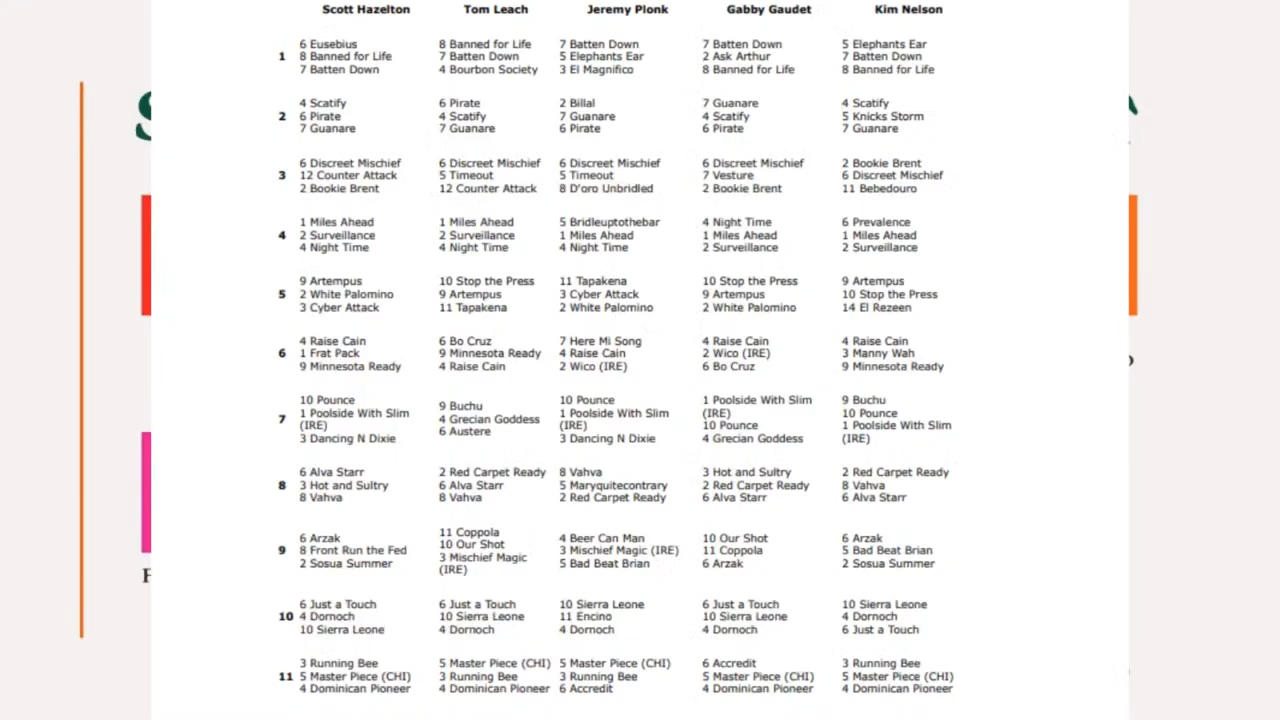 Scott Hazelton Tom Leach Jeremy Plonk Gabby Gaudet Kim Nelson
6 Eusebius 8 Banned for Life 7 Batten Down 7 Batten Down 5 Elephants Ear
1 8 Banned for Life 7 Batten Down 5 Elephants Ear 2 Ask Arthur 7 Batten Down
7 Batten Down 4 Bourbon Society 3 El Magnifico 8 Banned for Life 8 Banned for Life
4 Scatify 6 Pirate 2 Billal 7 Guanare 4 Scatify
2 6 Pirate 4 Scatify 7 Guanare 4 Scatify 5 Knicks Storm
7 Guanare 7 Guanare 6 Pirate 6 Pirate 7 Guanare
6 Discreet Mischief 6 Discreet Mischief 6 Discreet Mischief 6 Discreet Mischief 2 Bookie Brent
3 12 Counter Attack 5 Timeout 5 Timeout 7 Vesture 6 Discreet Mischief
2 Bookie Brent 12 Counter Attack 8 D'oro Unbridled 2 Bookie Brent 11 Bebedouro
1 Miles Ahead 1 Miles Ahead 5 Bridleuptothebar 4 Night Time 6 Prevalence
4 2 Surveillance 2 Surveillance 1 Miles Ahead 1 Miles Ahead 1 Miles Ahead
4 Night Time 4 Night Time 4 Night Time 2 Surveillance 2 Surveillance
9 Artempus 10 Stop the Press 11 Tapakena 10 Stop the Press 9 Artempus
5 2 White Palomino 9 Artempus 3 Cyber Attack 9 Artempus 10 Stop the Press
3 Cyber Attack 11 Tapakena 2 White Palomino 2 White Palomino 14 El Rezeen
4 Raise Cain 6 Bo Cruz 7 Here Mi Song 4 Raise Cain 4 Raise Cain
6 1 Frat Pack 9 Minnesota Ready 4 Raise Cain 2 Wico (IRE) 3 Manny Wah
9 Minnesota Ready 4 Raise Cain 2 Wico (IRE) 6 Bo Cruz 9 Minnesota Ready
10 Pounce 9 Buchu 10 Pounce 1 Poolside With Slim 9 Buchu
7 1 Poolside With Slim 4 Grecian Goddess 1 Poolside With Slim (IRE) 10 Pounce
(IRE) 6 Austere (IRE) 10 Pounce 1 Poolside With Slim
3 Dancing N Dixie 3 Dancing N Dixie 4 Grecian Goddess (IRE)
6 Alva Starr 2 Red Carpet Ready 8 Vahva 3 Hot and Sultry 2 Red Carpet Ready
8 3 Hot and Sultry 6 Alva Starr 5 Maryquitecontrary 2 Red Carpet Ready 8 Vahva
8 Vahva 8 Vahva 2 Red Carpet Ready 6 Alva Starr 6 Alva Starr
11 Coppola
6 Arzak 10 Our Shot 4 Beer Can Man 10 Our Shot 6 Arzak
9 8 Front Run the Fed 3 Mischief Magic 3 Mischief Magic (IRE) 11 Coppola 5 Bad Beat Brian
2 Sosua Summer (IRE) 5 Bad Beat Brian 6 Arzak 2 Sosua Summer
6 Just a Touch 6 Just a Touch 10 Sierra Leone 6 Just a Touch 10 Sierra Leone
10 4 Dornoch 10 Sierra Leone 11 Encino 10 Sierra Leone 4 Dornoch
10 Sierra Leone 4 Dornoch 4 Dornoch 4 Dornoch 6 Just a Touch
3 Running Bee 5 Master Piece (CHI) 5 Master Piece (CHI) 6 Accredit 3 Running Bee
11 5 Master Piece (CHI) 3 Running Bee 3 Running Bee 5 Master Piece (CHI) 5 Master Piece (CHI)
4 Dominican Pioneer 4 Dominican Pioneer 6 Accredit 4 Dominican Pioneer 4 Dominican Pioneer